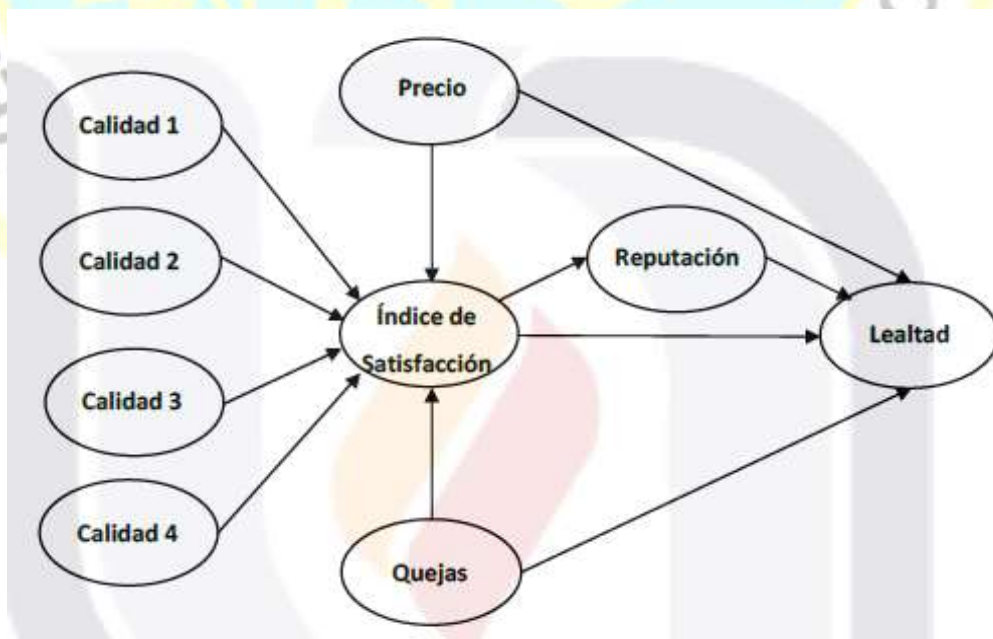 Precio
Calidad 1
Calidad 2
Reputación
Índice de
Satisfacción
Lealtad
Calidad 3
Calidad 4
Quejas